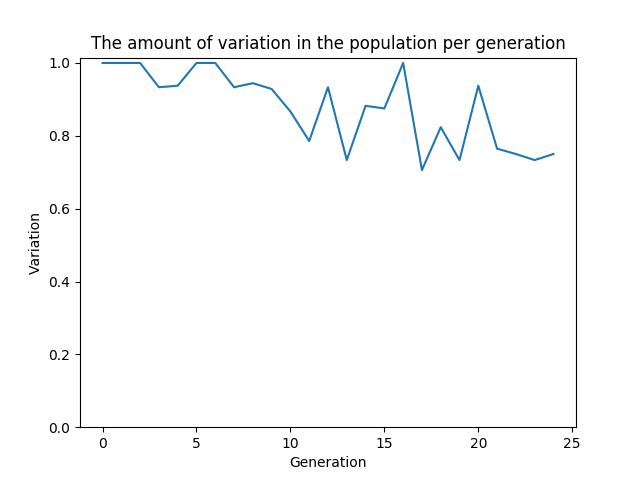 The amount of variation in the population per generation
1.0
0.8
0.6
0.4
0.2
0.0
Variation
0 5 10 15 20 25
Generation